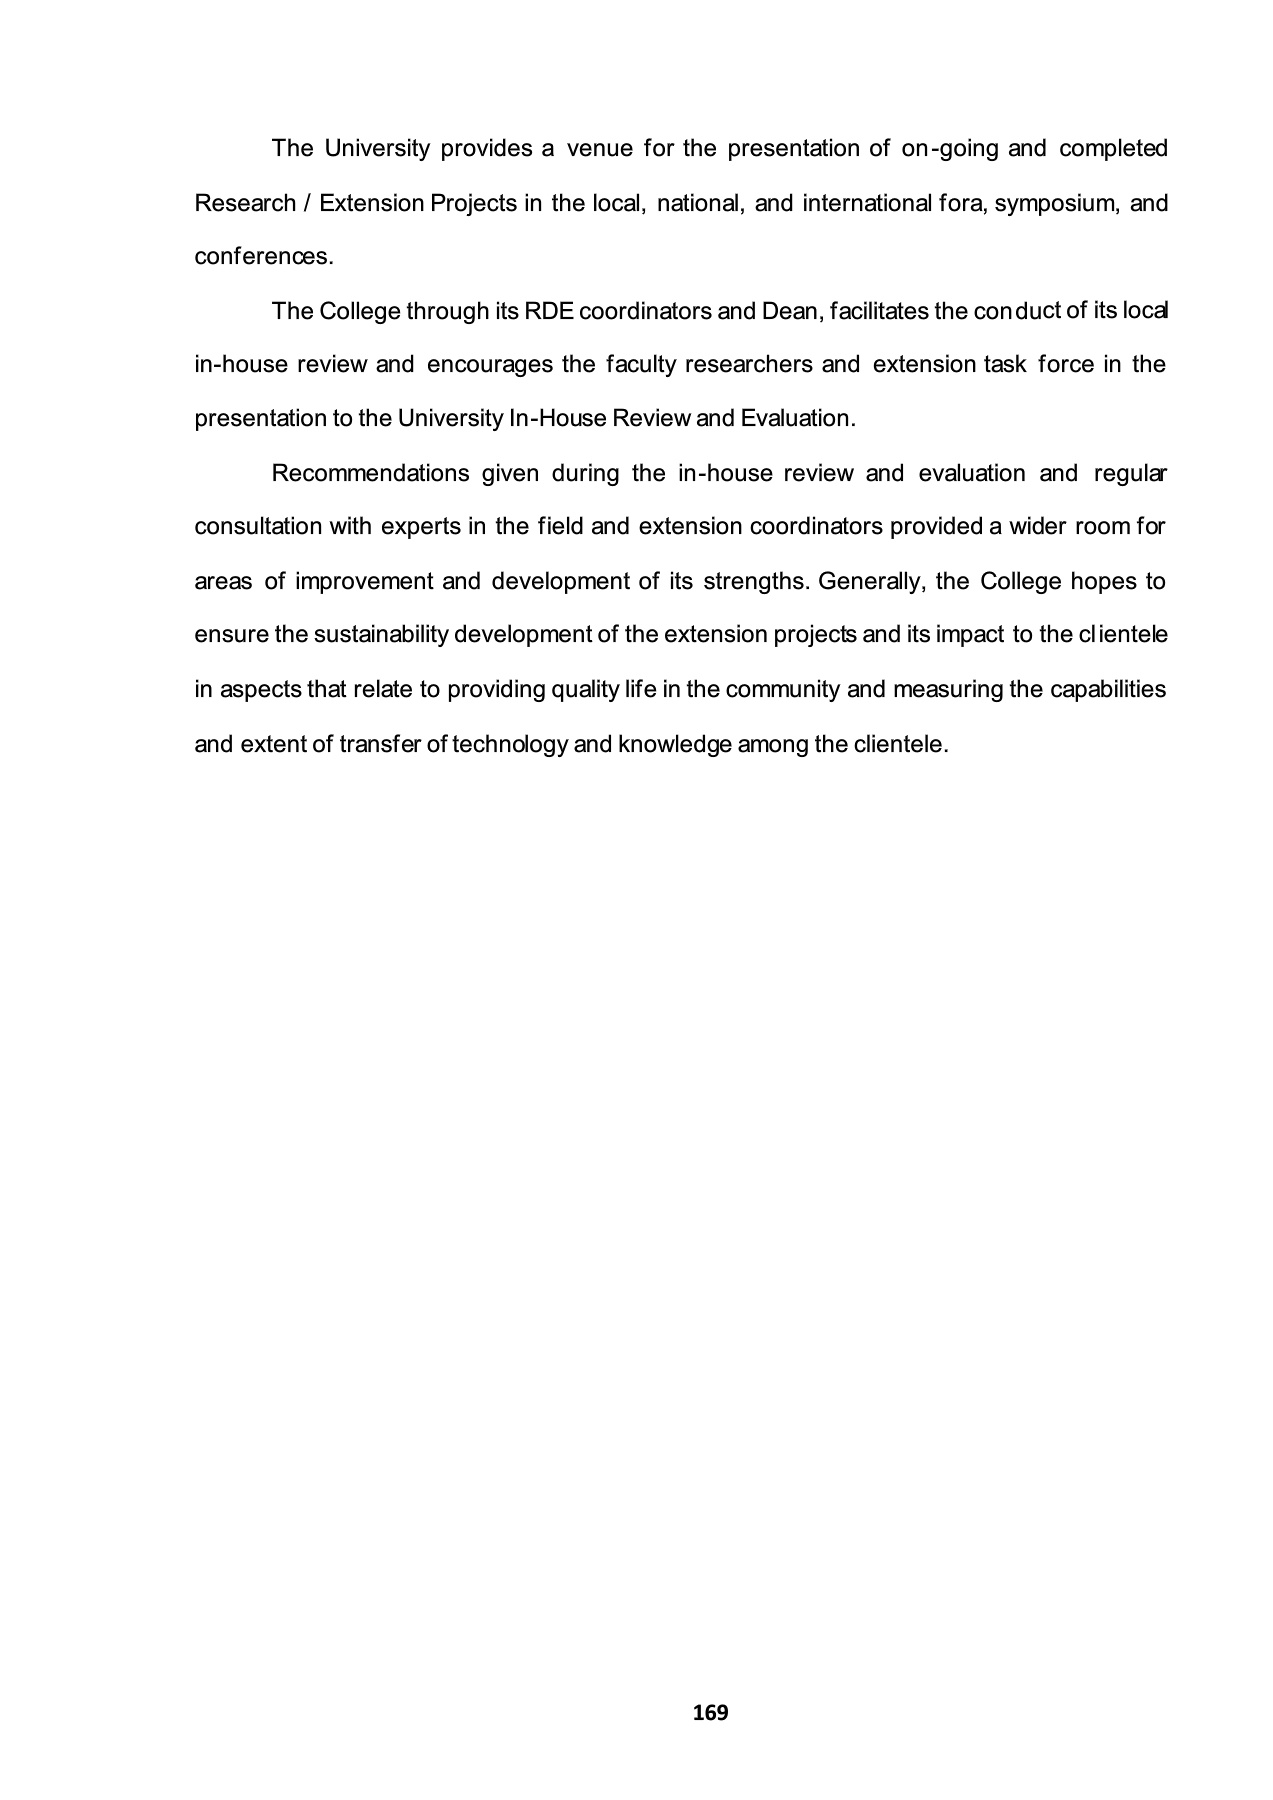 The University provides a venue for the presentation of on-going and completed
Research / Extension Projects in the local, national, and international fora, symposium, and
conferences.
The College through its RDE coordinators and Dean, facilitates the conduct of its local
in-house review and encourages the faculty researchers and extension task force in the
presentation to the University In-House Review and Evaluation.
Recommendations given during the in-house review and evaluation and regular
consultation with experts in the field and extension coordinators provided a wider room for
areas of improvement and development of its strengths. Generally, the College hopes to
ensure the sustainability development of the extension projects and its impact to the clientele
in aspects that relate to providing quality life in the community and measuring the capabilities
and extent of transfer of technology and knowledge among the clientele.
169